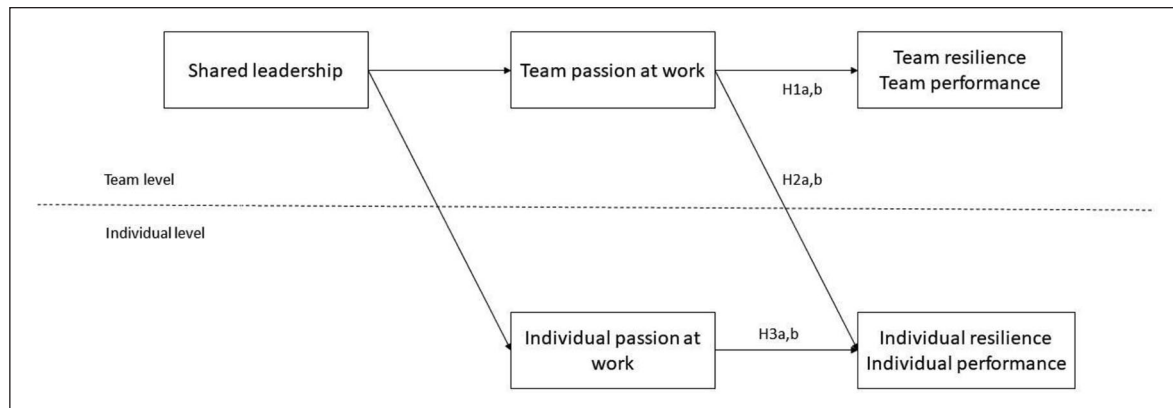 Shared leadership
Team passion at work
Team resilience
Team performance
H1a,b
Team level
H2a,b
Individual level
Individual passion at
work
H3a,b
Individual resilience
Individual performance